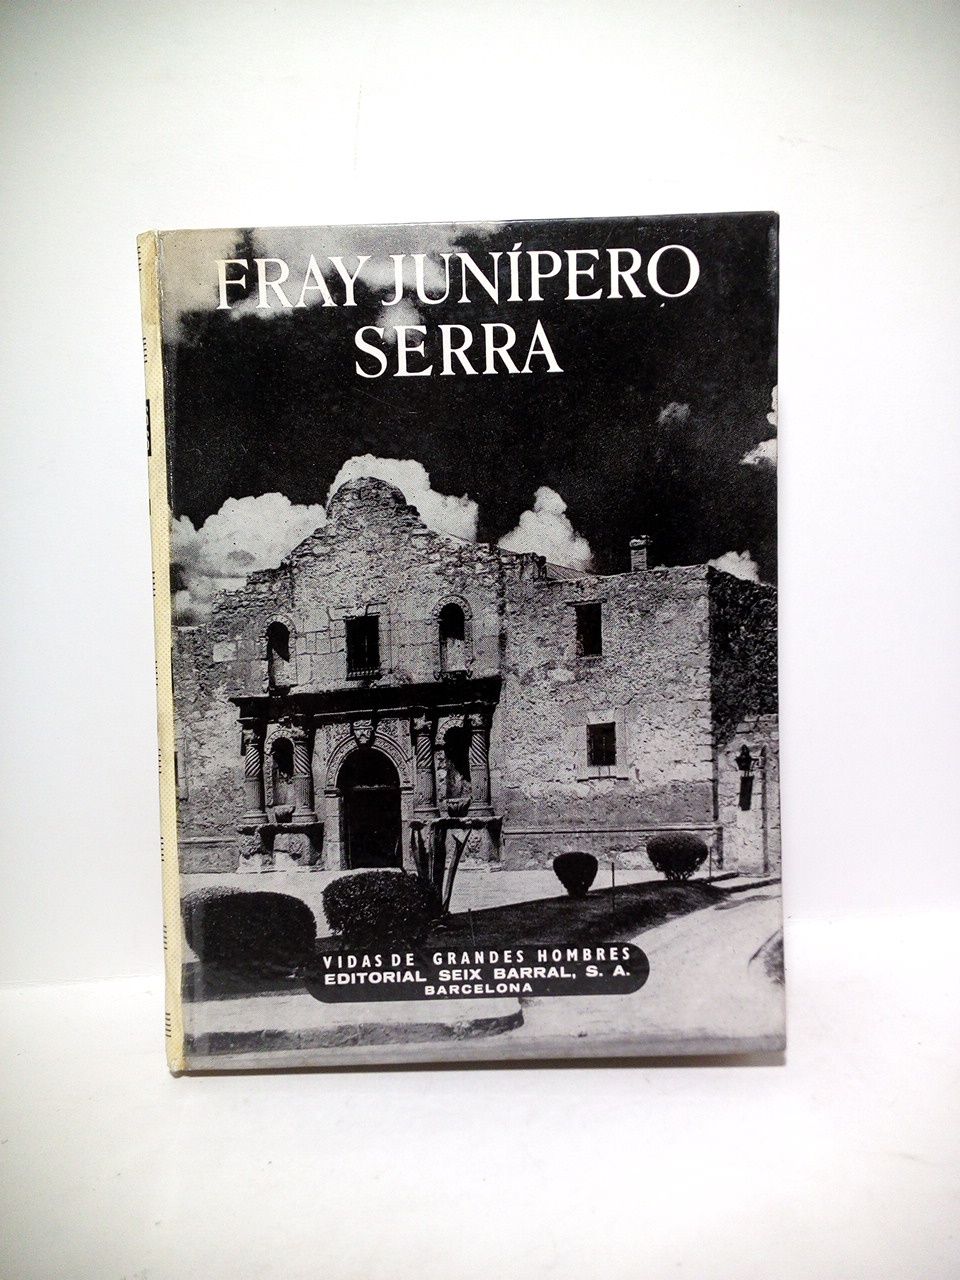 FRAY JUNÍPERO
SERRA
VIDAS DE GRANDES HOMBRES
EDITORIAL SEIX BARRAL, S. A.
BARCELONA